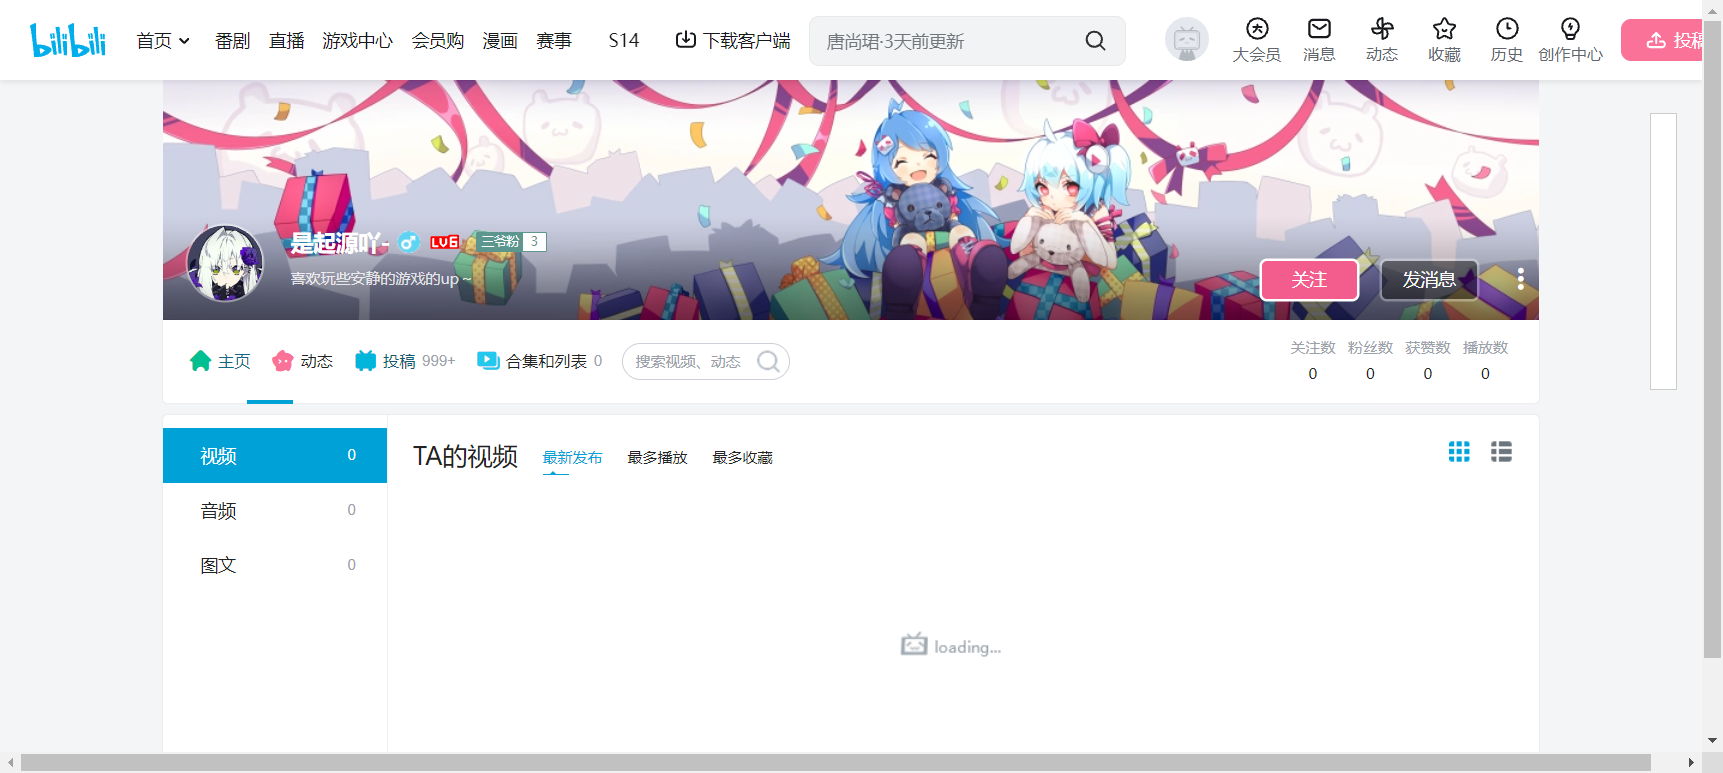 bilibili 首页 番剧 直播 游戏中心 会员购 漫画 赛事 S14 下载客户端 唐尚珺·3天前更新 大会员 消息 动态 收藏 历史 创作中心 投稿
是起源吖- LV6 三爷粉 3
喜欢玩些安静的游戏的up ~
关注 发消息
主页 动态 投稿 999+ 合集和列表 0 搜索视频、动态
关注数 粉丝数 获赞数 播放数
0 0 0 0
视频 0
音频 0
图文 0
TA的视频 最新发布 最多播放 最多收藏
loading...